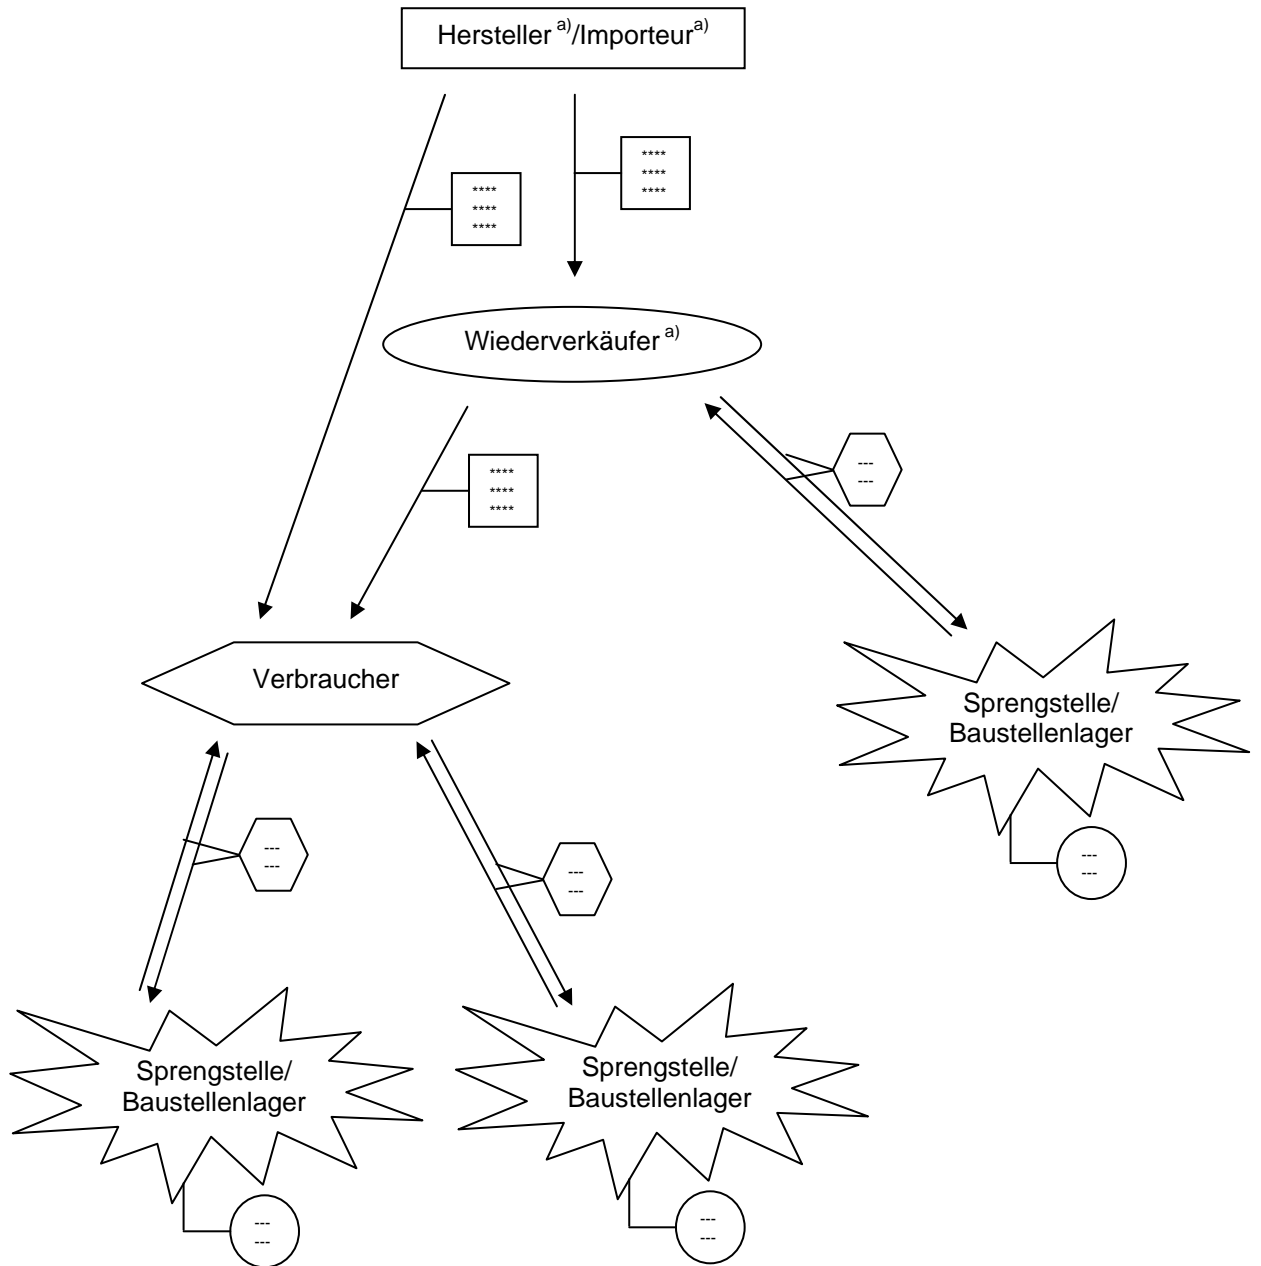 Hersteller a)/Importeur a)
****
****
****
****
****
****
Wiederverkäufer a)
****
****
****
---
---
Verbraucher
Sprengstelle/
Baustellenlager
---
---
---
---
---
---
Sprengstelle/
Baustellenlager
Sprengstelle/
Baustellenlager
---
---
---
---